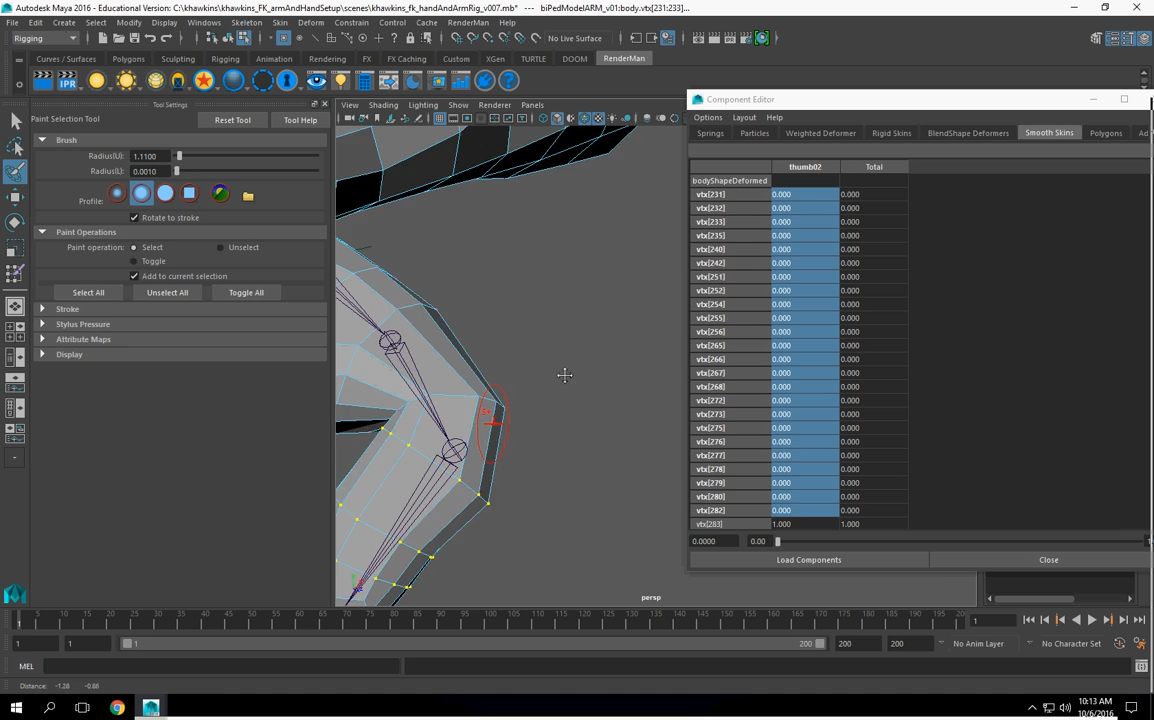 Autodesk Maya 2016 - Educational Version: C:\khawkins\khawkins_FK_armAndHandSetup\scenes\khawkins_fk_handAndArmRig_v007.mb* --- biPedModelARM_v01:body.vtx[231:233]...
File Edit Create Select Modify Display Windows Skeleton Skin Deform Constrain Control Cache RenderMan Help
Rigging No Live Surface
Curves / Surfaces Polygons Sculpting Rigging Animation Rendering FX FX Caching Custom XGen TURTLE DOOM RenderMan
IPR
Tool Settings
Paint Selection Tool Reset Tool Tool Help
Brush
Radius(U): 1.1100
Radius(L): 0.0010
Profile:
Rotate to stroke
Paint Operations
Paint operation: Select Unselect
Toggle
Add to current selection
Select All Unselect All Toggle All
Stroke
Stylus Pressure
Attribute Maps
Display
View Shading Lighting Show Renderer Panels
persp
Component Editor
Options Layout Help
Springs Particles Weighted Deformer Rigid Skins BlendShape Deformers Smooth Skins Polygons Ad
thumb02 Total
bodyShapeDeformed
vtx[231] 0.000 0.000
vtx[232] 0.000 0.000
vtx[233] 0.000 0.000
vtx[235] 0.000 0.000
vtx[240] 0.000 0.000
vtx[242] 0.000 0.000
vtx[251] 0.000 0.000
vtx[252] 0.000 0.000
vtx[254] 0.000 0.000
vtx[255] 0.000 0.000
vtx[256] 0.000 0.000
vtx[265] 0.000 0.000
vtx[266] 0.000 0.000
vtx[267] 0.000 0.000
vtx[268] 0.000 0.000
vtx[272] 0.000 0.000
vtx[273] 0.000 0.000
vtx[275] 0.000 0.000
vtx[276] 0.000 0.000
vtx[277] 0.000 0.000
vtx[278] 0.000 0.000
vtx[279] 0.000 0.000
vtx[280] 0.000 0.000
vtx[282] 0.000 0.000
vtx[283] 1.000 1.000
0.0000 0.00
Load Components Close
5 10 15 20 25 30 35 40 45 50 55 60 65 70 75 80 85 90 95 100 105 110 115 120 125 130 135 140 145 150 155 160 165 170 175 180 185 190 195 20
1 1
1 1 1 200 200 200 No Anim Layer No Character Set
MEL
Distance: -1.28 -0.86
10:13 AM
10/6/2016